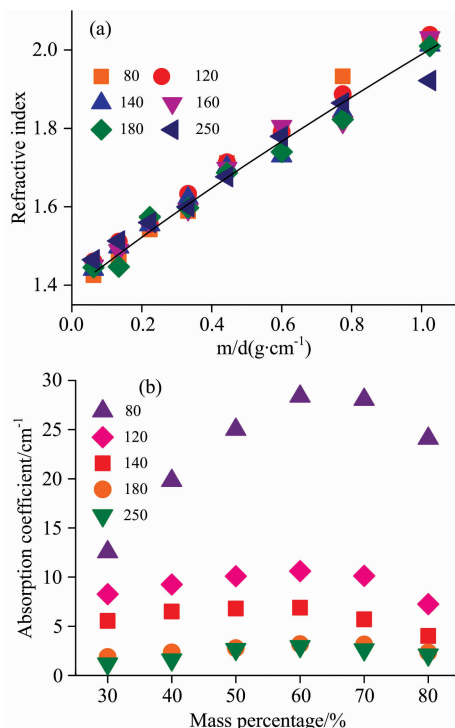 (a)
2.0
1.8
1.6
1.4
Refractive index
80 120
140 160
180 250
0.0 0.2 0.4 0.6 0.8 1.0
m/d(g·cm⁻¹)
(b)
30
25
20
15
10
5
0
Absorption coefficient/cm⁻¹
80
120
140
180
250
30 40 50 60 70 80
Mass percentage/%